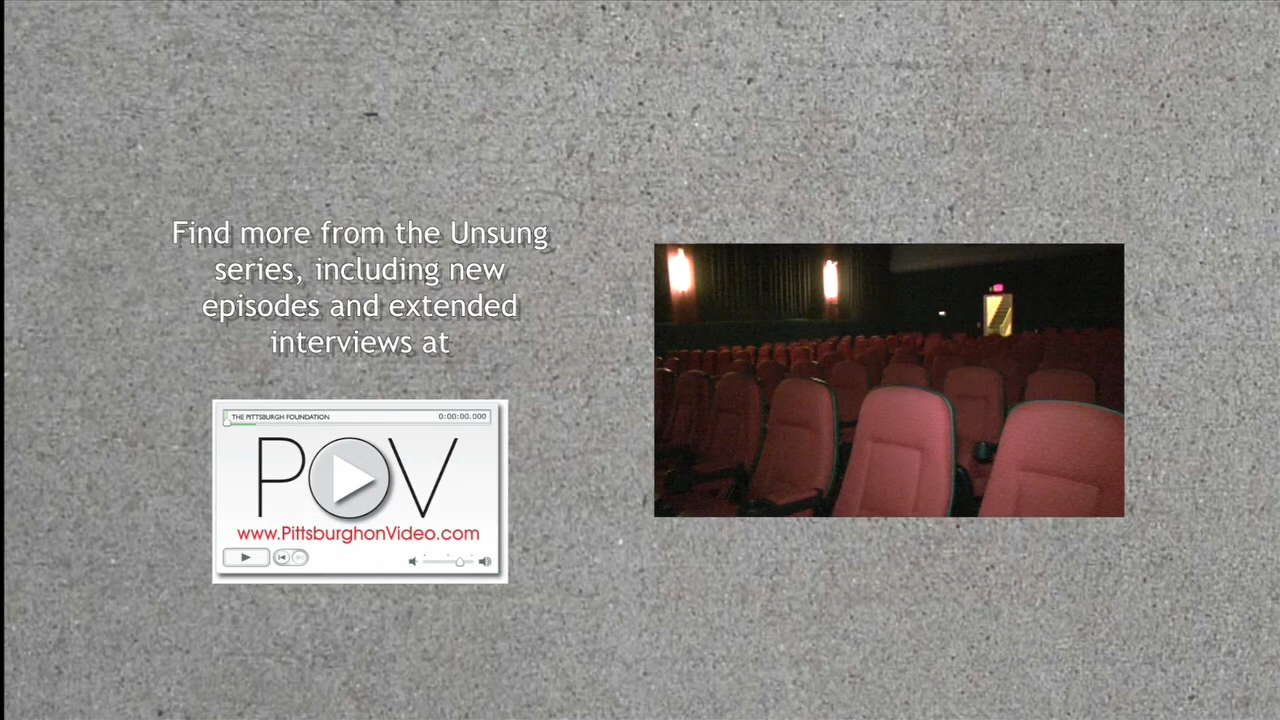 Find more from the Unsung
series, including new
episodes and extended
interviews at
THE PITTSBURGH FOUNDATION 0:00:00.000
POV
www.PittsburghonVideo.com